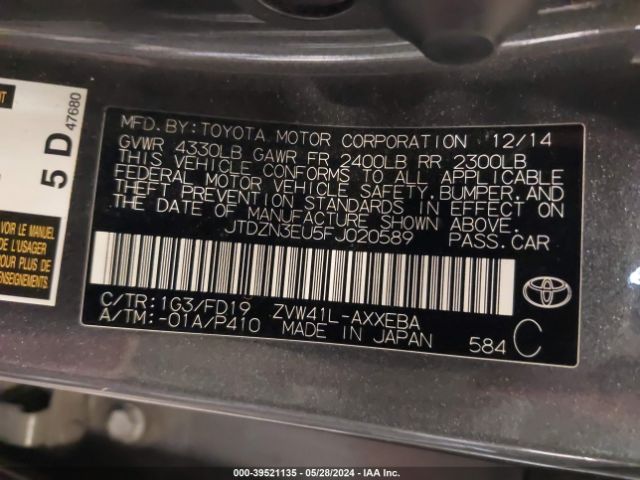 47680
5 D
VOIR LE MANUEL
DE L'USAGER
POUR PLUS DE
MFD. BY: TOYOTA MOTOR CORPORATION 12/14
GVWR 4330LB GAWR FR 2400LB RR 2300LB
THIS VEHICLE CONFORMS TO ALL APPLICABLE
FEDERAL MOTOR VEHICLE SAFETY, BUMPER, AND
THEFT PREVENTION STANDARDS IN EFFECT ON
THE DATE OF MANUFACTURE SHOWN ABOVE.
JTDZN3EU5FJ020589 PASS. CAR
C/TR: 1G3/FD19 ZVW41L-AXXEBA
A/TM: -01A/P410 MADE IN JAPAN 584 C
000-39521135 - 05/28/2024 - IAAI Inc.